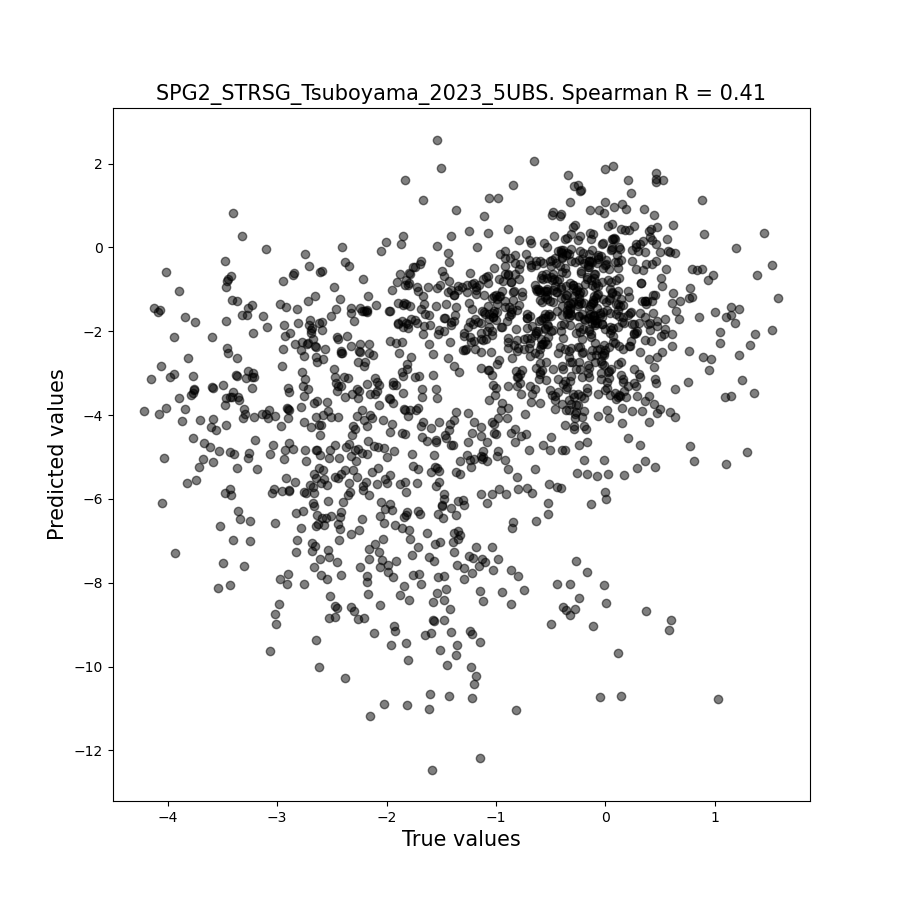 SPG2_STRSG_Tsuboyama_2023_5UBS. Spearman R = 0.41
2
0
−2
−4
−6
−8
−10
−12
Predicted values
−4 −3 −2 −1 0 1
True values